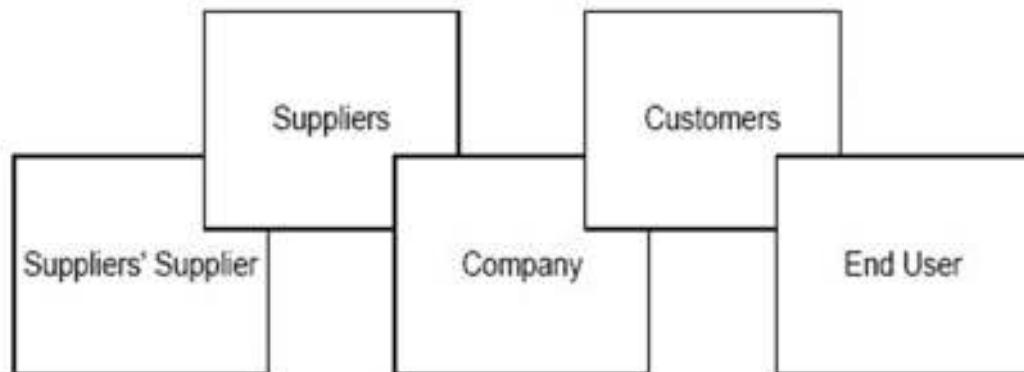 Suppliers
Customers
Suppliers' Supplier
Company
End User